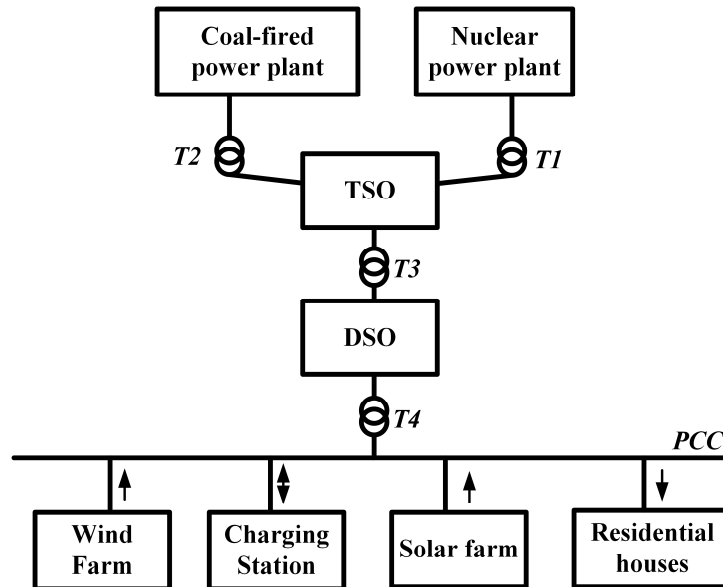 Coal-fired
power plant
Nuclear
power plant
T2
T1
TSO
T3
DSO
T4
PCC
Wind
Farm
Charging
Station
Solar farm
Residential
houses